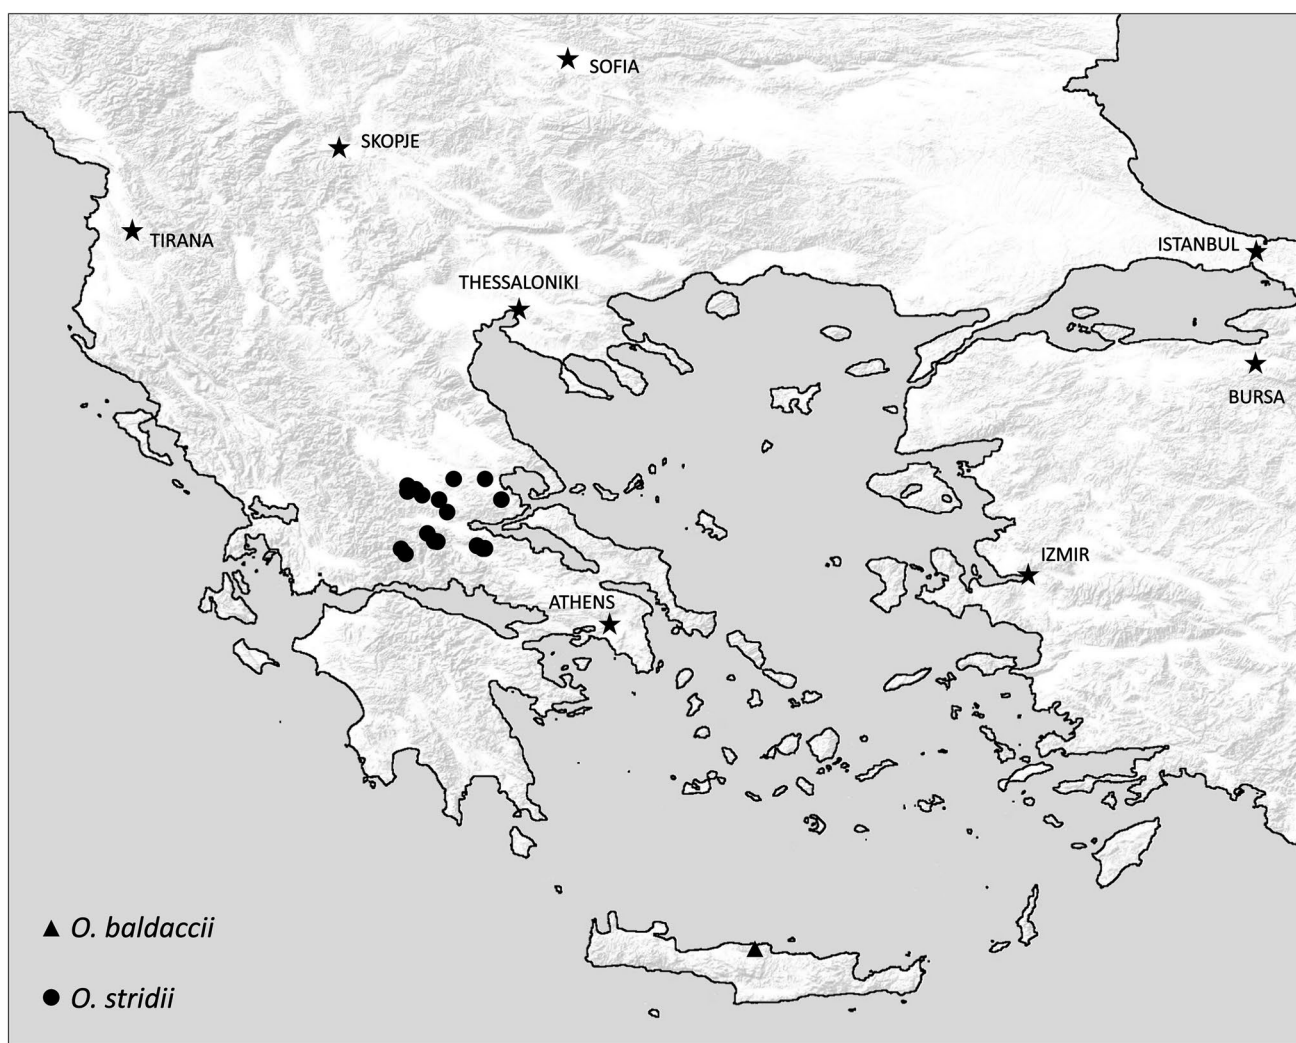 SOFIA
SKOPJE
TIRANA
ISTANBUL
THESSALONIKI
BURSA
IZMIR
ATHENS
O. baldaccii
O. stridii